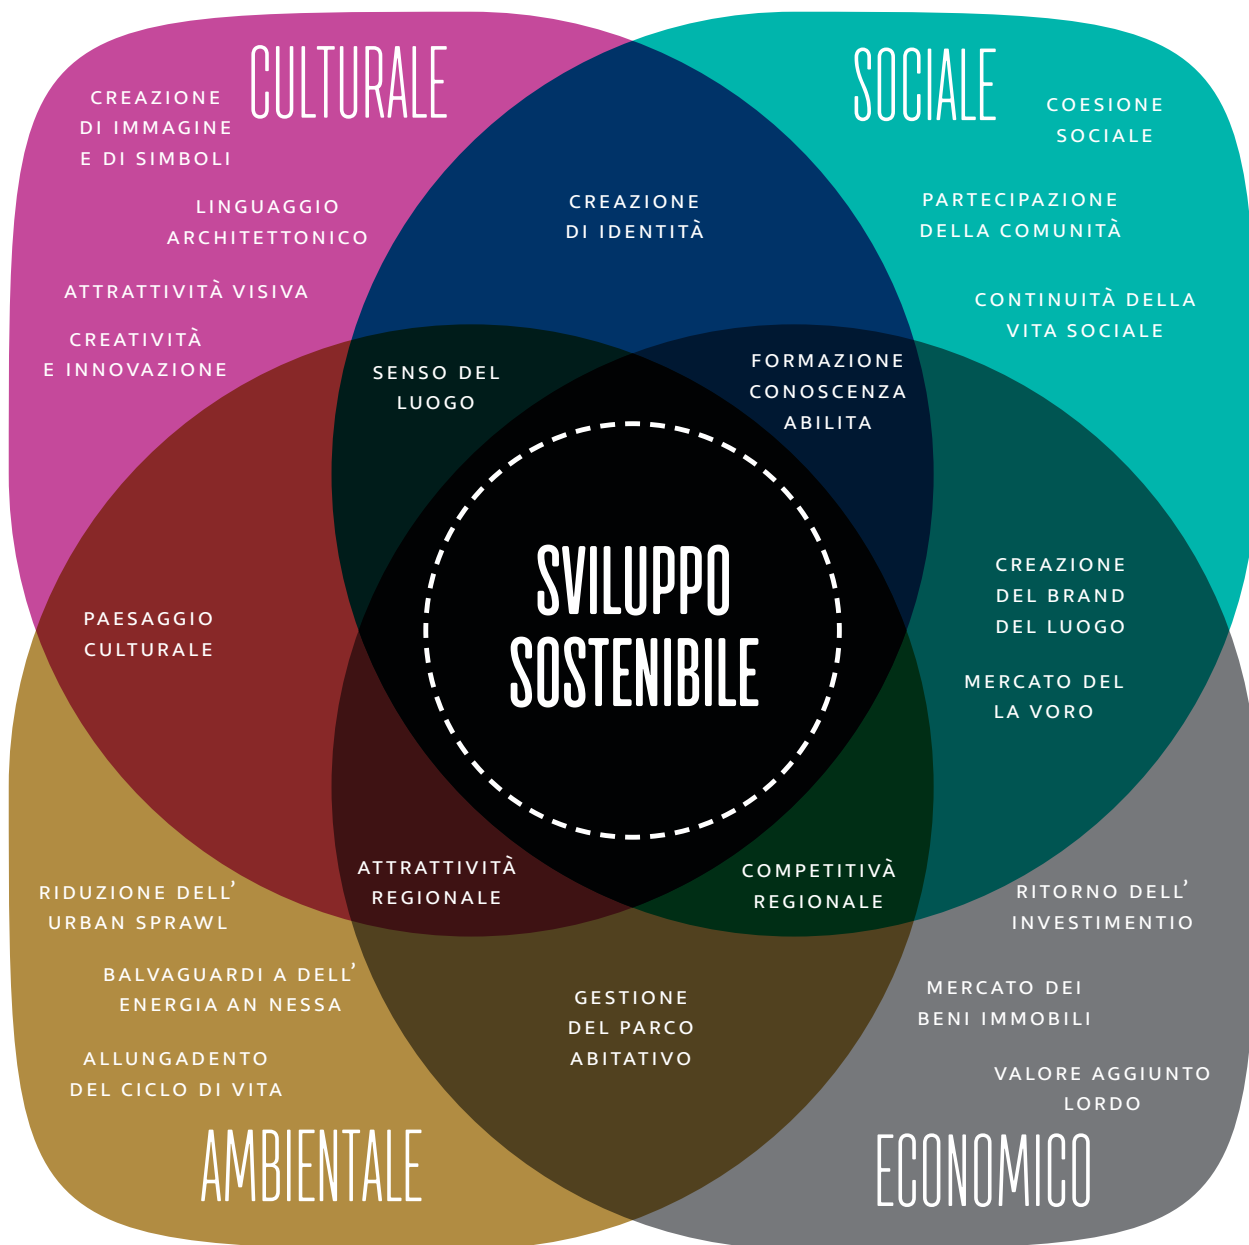 CULTURALE
CREAZIONE
DI IMMAGINE
E DI SIMBOLI
LINGUAGGIO
ARCHITETTONICO
ATTRATTIVITÀ VISIVA
CREATIVITÀ
E INNOVAZIONE
CREAZIONE
DI IDENTITÀ
SOCIALE
COESIONE
SOCIALE
PARTECIPAZIONE
DELLA COMUNITÀ
CONTINUITÀ DELLA
VITA SOCIALE
SENSO DEL
LUOGO
FORMAZIONE
CONOSCENZA
ABILITA
SVILUPPO
SOSTENIBILE
PAESAGGIO
CULTURALE
CREAZIONE
DEL BRAND
DEL LUOGO
MERCATO DEL
LA VORO
ATTRATTIVITÀ
REGIONALE
COMPETITIVÀ
REGIONALE
RIDUZIONE DELL'
URBAN SPRAWL
BALVAGUARDI A DELL'
ENERGIA AN NESSA
ALLUNGADENTO
DEL CICLO DI VITA
AMBIENTALE
GESTIONE
DEL PARCO
ABITATIVO
RITORNO DELL'
INVESTIMENTIO
MERCATO DEI
BENI IMMOBILI
VALORE AGGIUNTO
LORDO
ECONOMICO